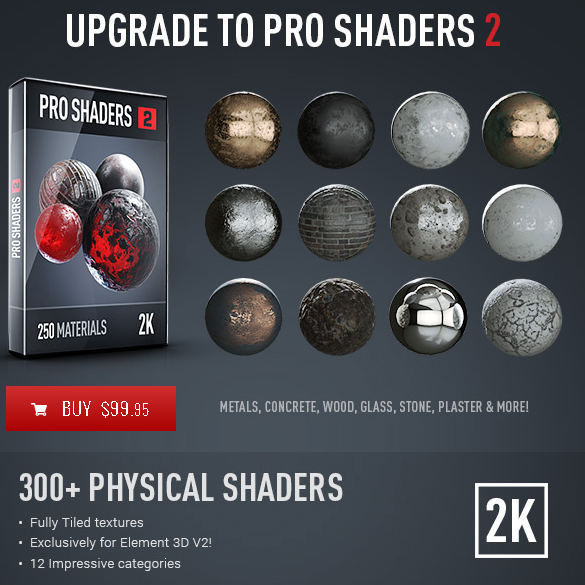 UPGRADE TO PRO SHADERS 2
PRO SHADERS 2
PRO SHADERS 2
250 MATERIALS 2K
BUY $99.95
METALS, CONCRETE, WOOD, GLASS, STONE, PLASTER & MORE!
300+ PHYSICAL SHADERS
• Fully Tiled textures
• Exclusively for Element 3D V2!
• 12 Impressive categories
2K